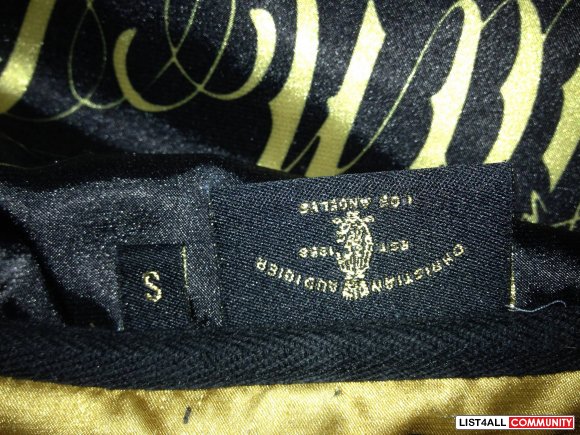 S
CHRISTIAN AUDIGIER
EST. 1958
LOS ANGELES
LIST4ALL COMMUNITY